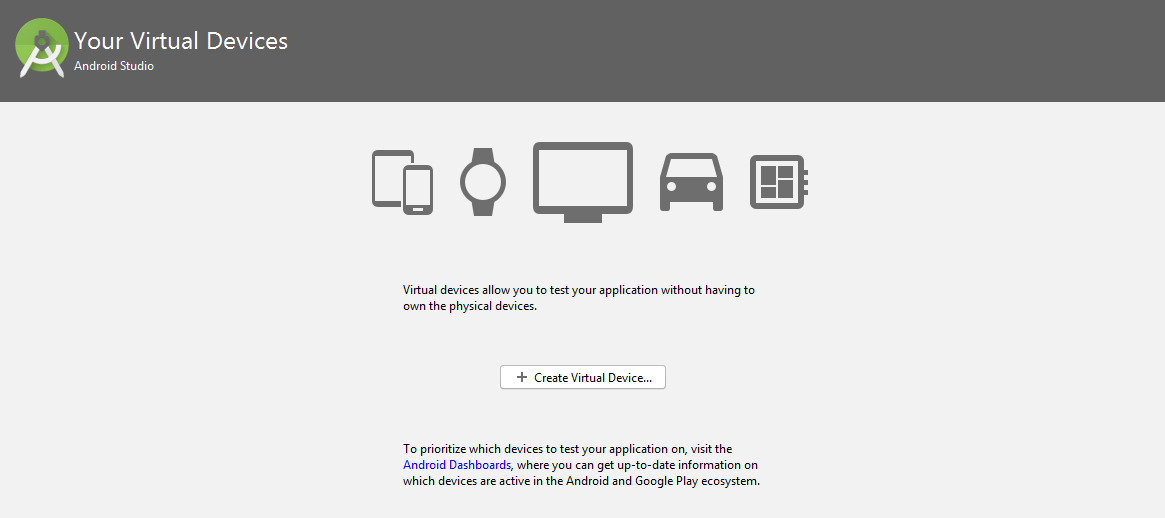 Your Virtual Devices
Android Studio
Virtual devices allow you to test your application without having to
own the physical devices.
Create Virtual Device...
To prioritize which devices to test your application on, visit the
Android Dashboards, where you can get up-to-date information on
which devices are active in the Android and Google Play ecosystem.